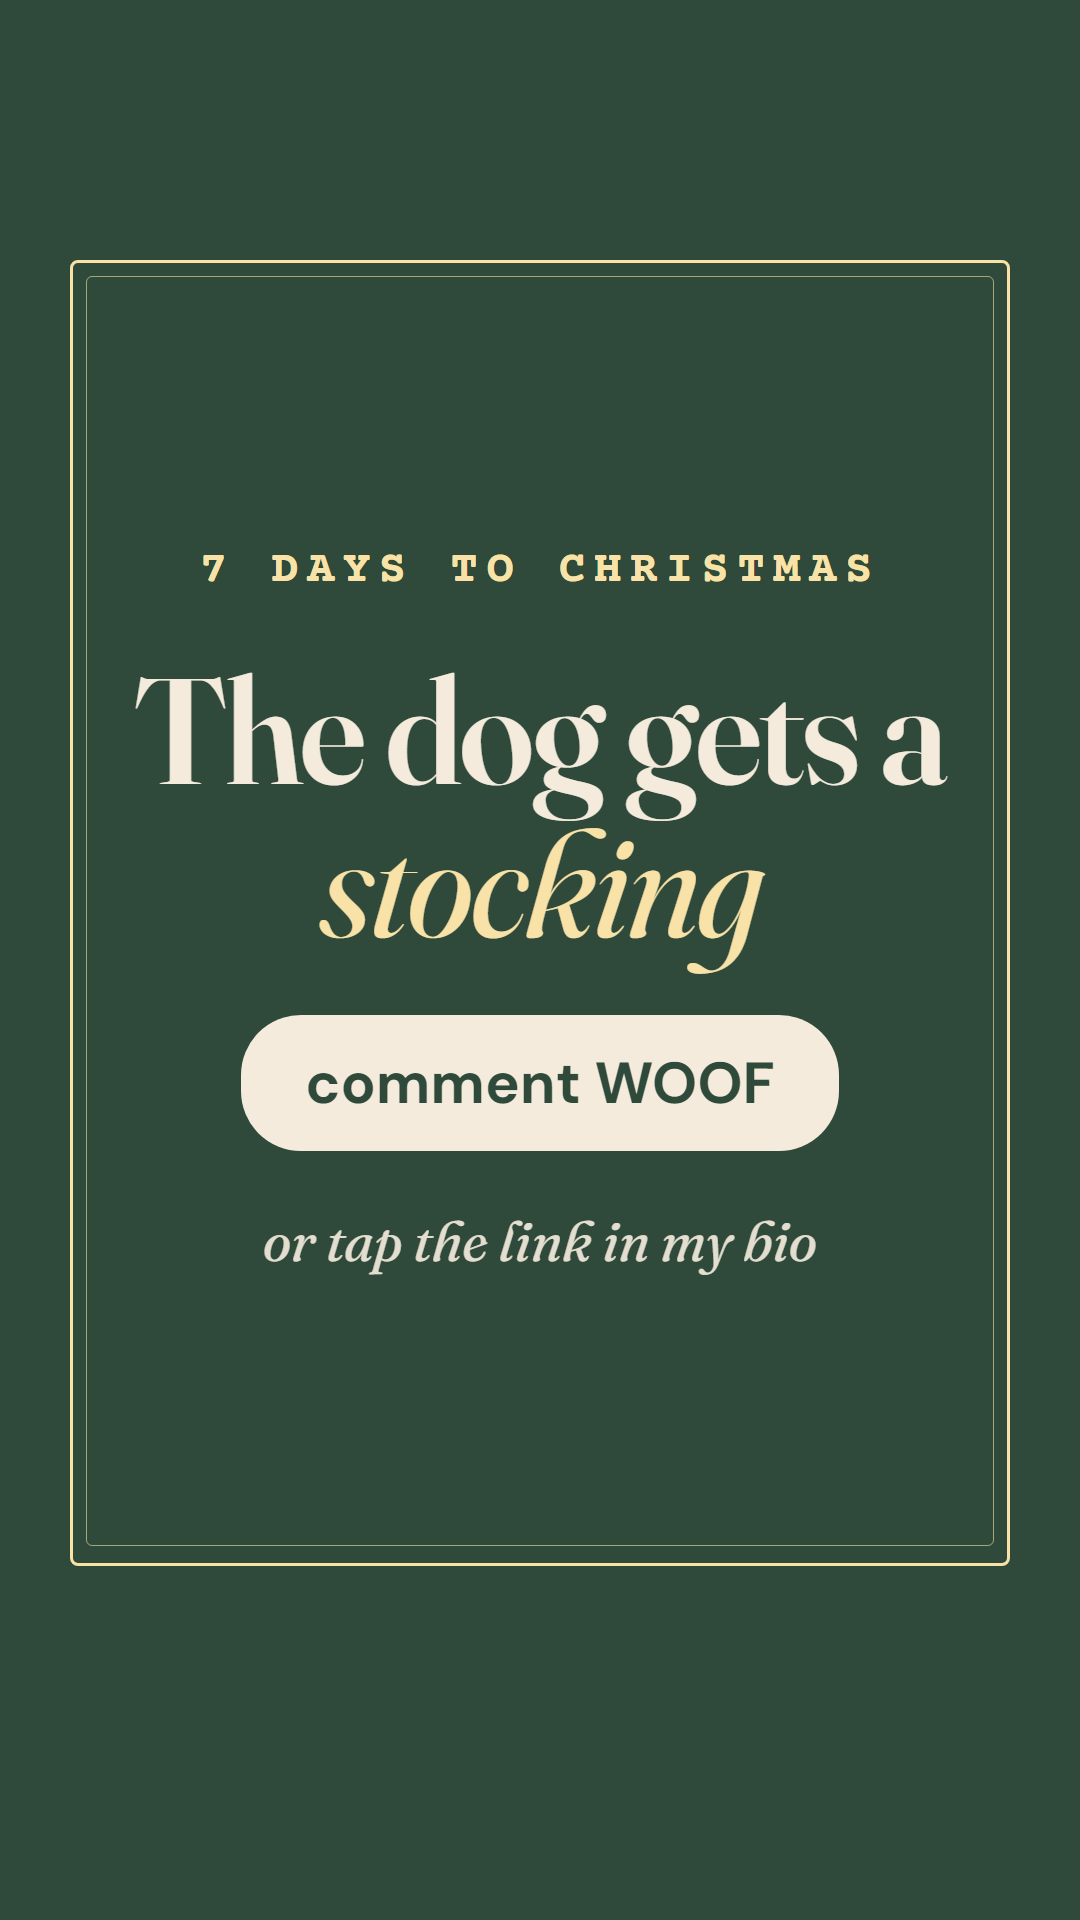 7 DAYS TO CHRISTMAS
The dog gets a
stocking
comment WOOF
or tap the link in my bio